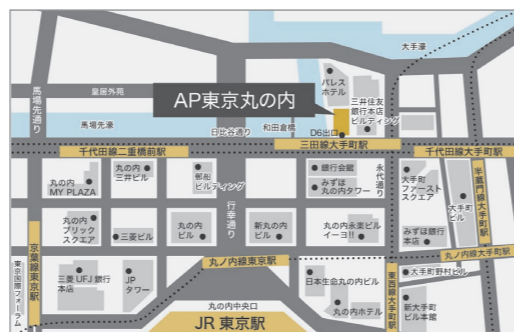 大手濠
パレス
ホテル
皇居外苑
三井住友
銀行本店
ビルディング
AP東京丸の内
馬場先通り
馬場先濠
日比谷通り
和田倉橋
D6出口
三田線大手町駅
千代田線二重橋前駅
千代田線大手町駅
丸の内
三井ビル
丸の内
MY PLAZA
郵船
ビルディング
銀行会館
みずほ
丸の内タワー
永代通り
大手町
ファースト
スクエア
半蔵門線大手町駅
行幸通り
大手町
ビル
丸の内
ブリック
スクエア
三菱ビル
丸の内
ビル
新丸の内
ビル
丸の内永楽ビル
イーヨ!!
みずほ銀行
本店
京葉線東京駅
丸ノ内線東京駅
丸ノ内線大手町駅
東京国際フォーラム
三菱 UFJ 銀行
本店
JP
タワー
日本生命丸の内ビル
東西線大手町駅
大手町野村ビル
丸の内中央口
丸の内ホテル
新大手町
ビル本館
JR 東京駅